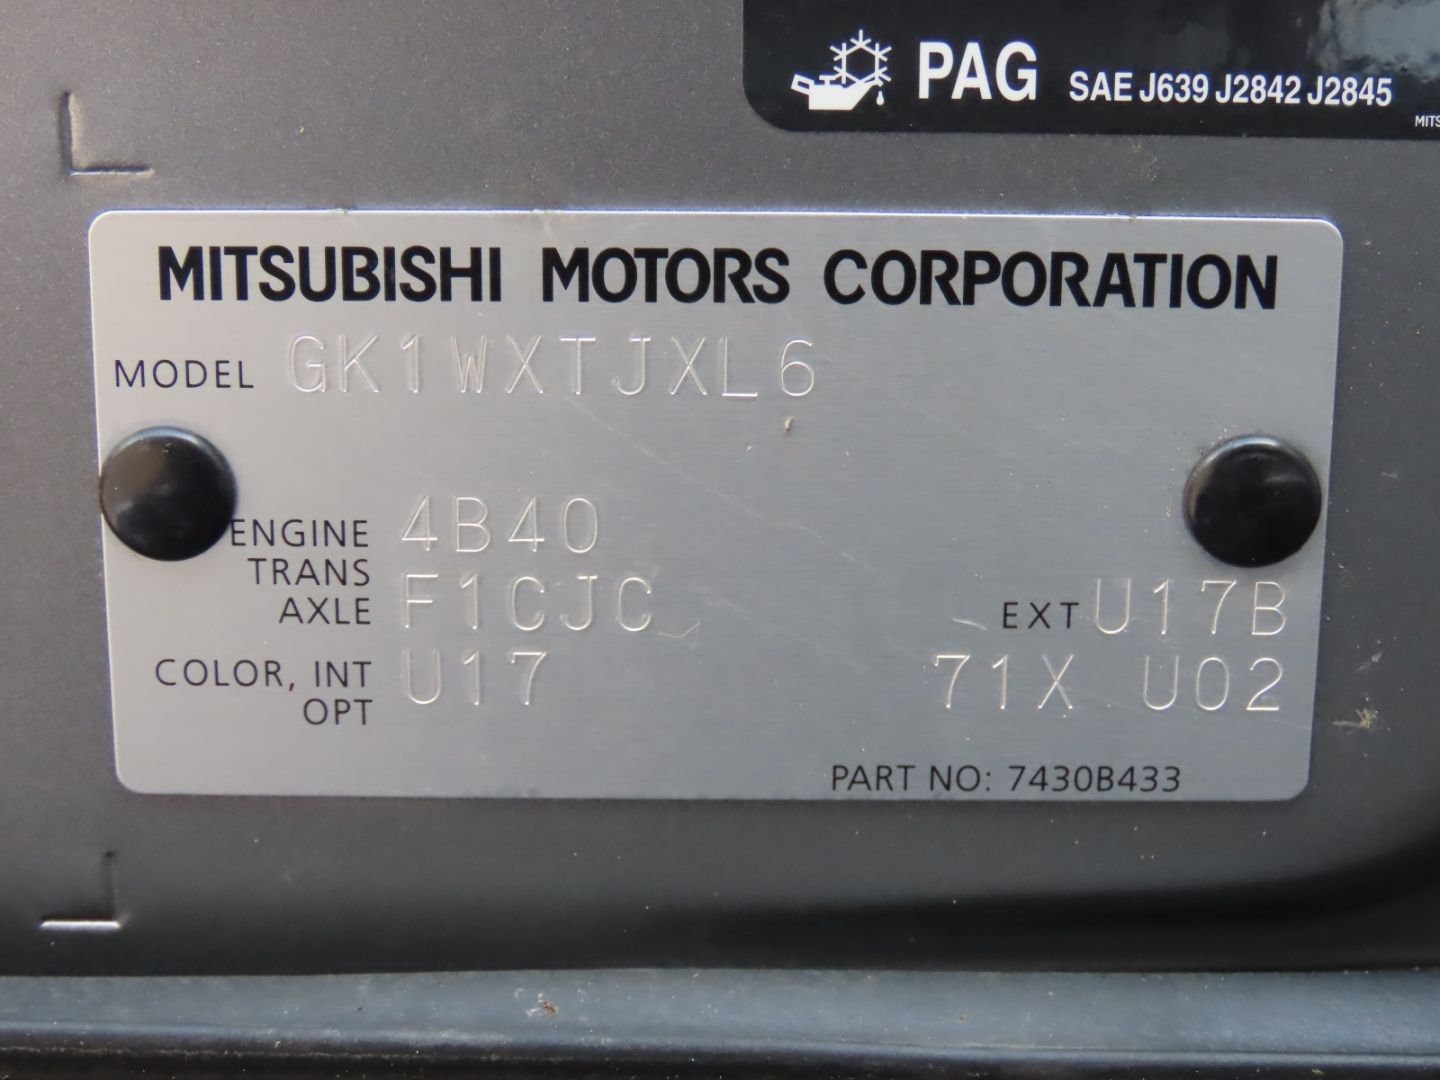 PAG SAE J639 J2842 J2845
MITS
MITSUBISHI MOTORS CORPORATION
MODEL GK1WXTJXL6
ENGINE 4B40
TRANS
AXLE F1CJC EXT U17B
COLOR, INT U17 71X U02
OPT
PART NO: 7430B433